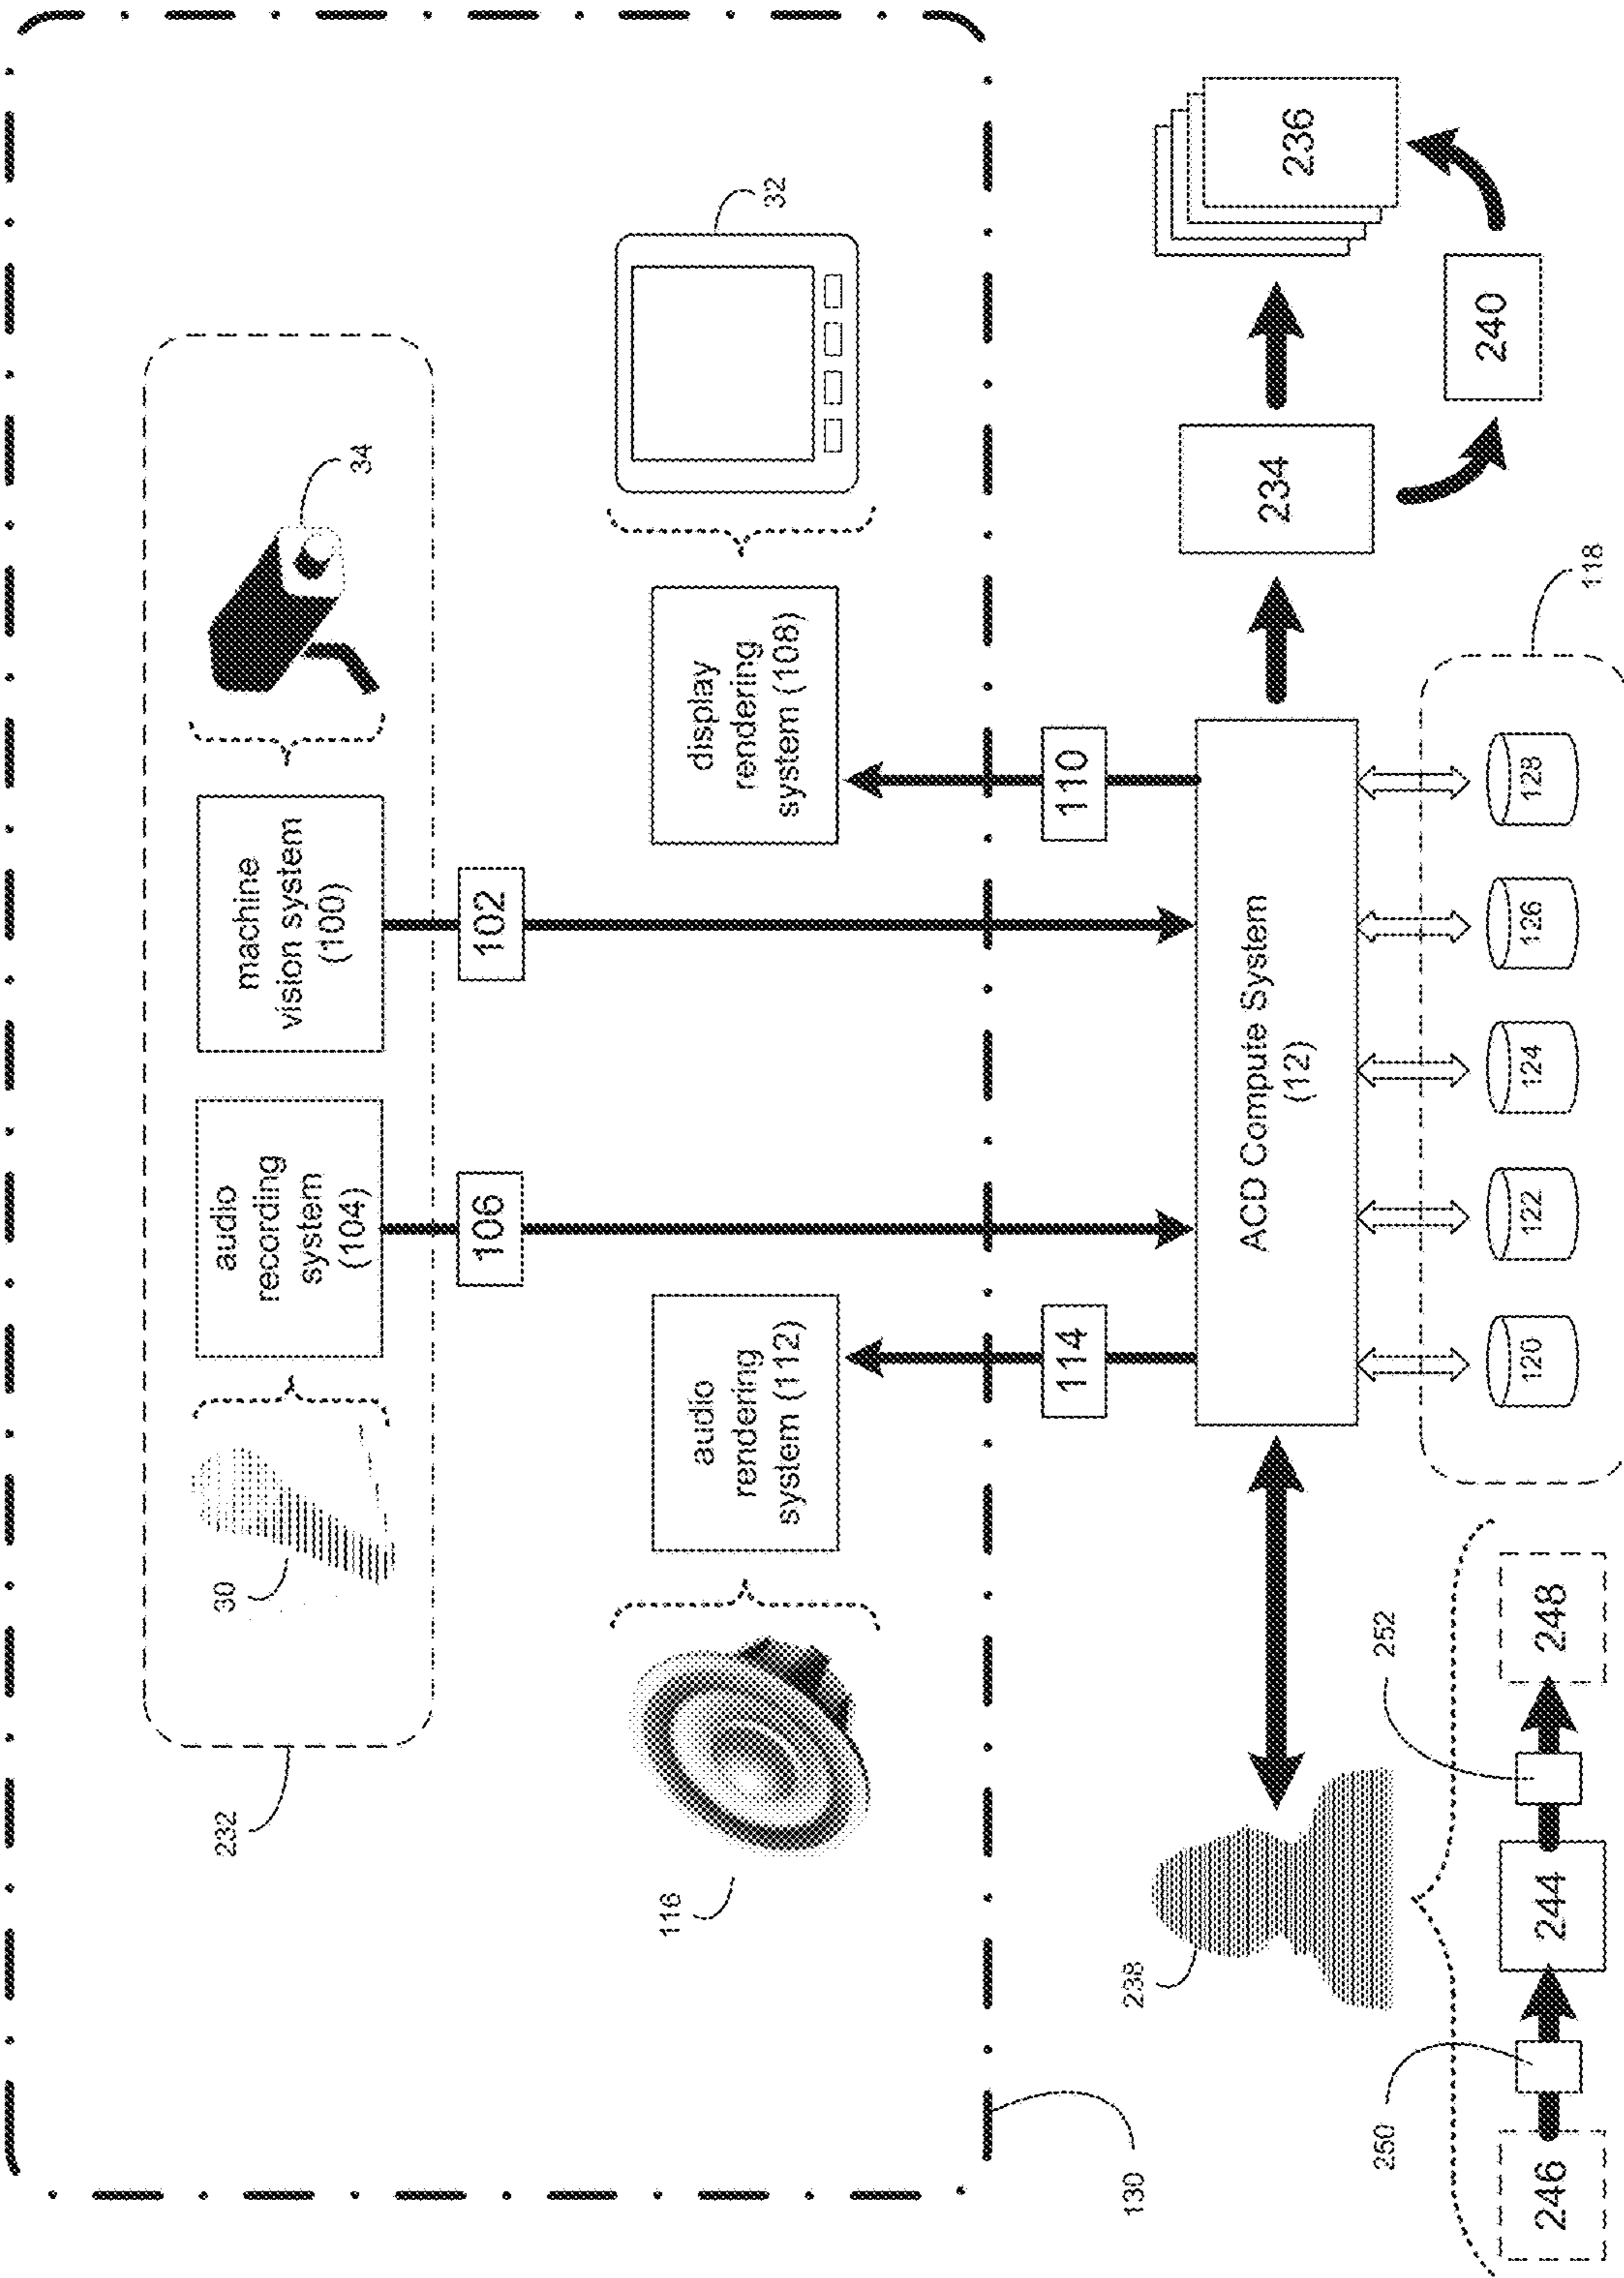 232
30
audio
recording
system
(104)
machine
vision system
(100)
34
106
102
116
audio
rendering
system (112)
display
rendering
system (108)
32
130
114
110
238
ACD Compute System
(12)
234
236
240
118
120
122
124
126
128
250
252
246
244
248